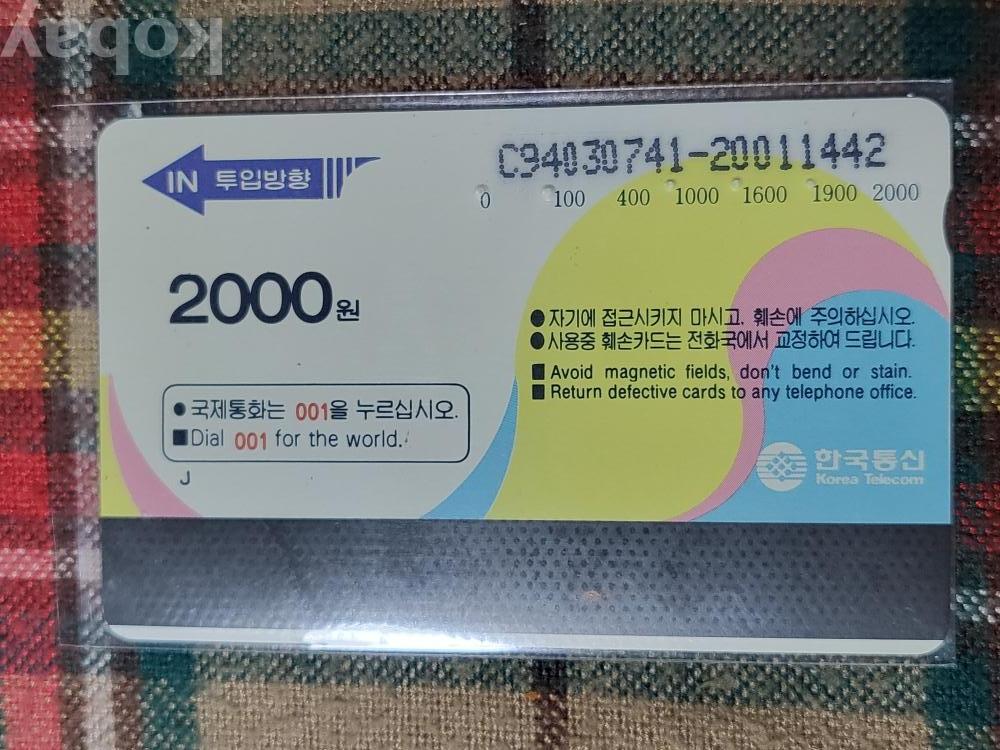 kobay
C94030741-20011442
IN 투입방향
0 100 400 1000 1600 1900 2000
2000원
●자기에 접근시키지 마시고, 훼손에 주의하십시오.
●사용중 훼손카드는 전화국에서 교정하여 드립니다.
■Avoid magnetic fields, don't bend or stain.
■Return defective cards to any telephone office.
●국제통화는 001을 누르십시오.
■Dial 001 for the world.
J
한국통신
Korea Telecom